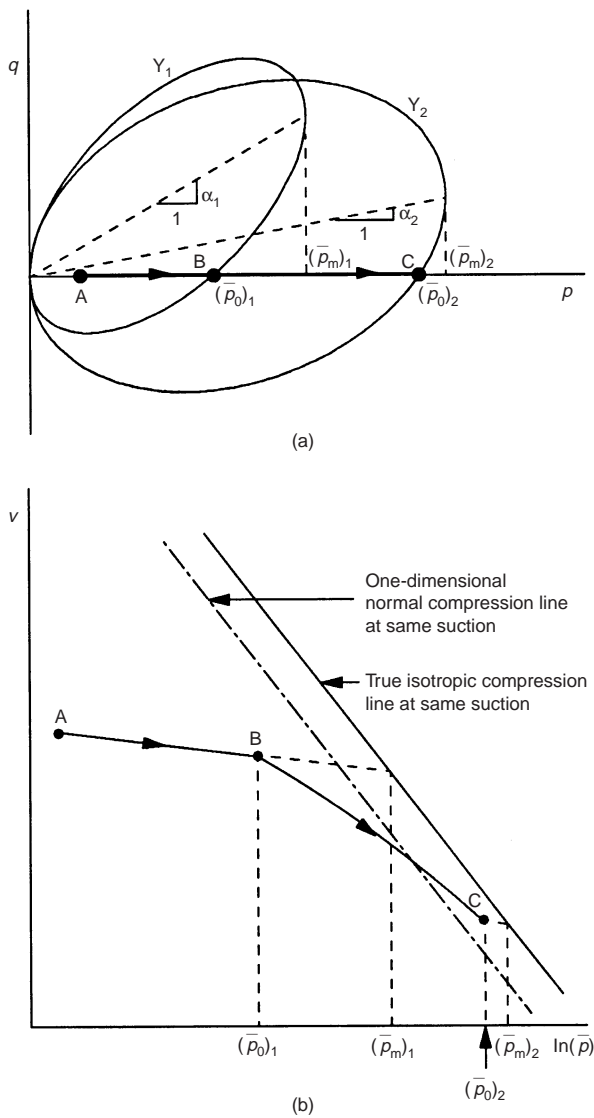 q
Y₁
Y₂
α₁
1
α₂
1
A
B
(p̅ₘ)₁
C
(p̅ₘ)₂
(p̅₀)₁
(p̅₀)₂
p
(a)
v
One-dimensional
normal compression line
at same suction
True isotropic compression
line at same suction
A
B
C
(p̅₀)₁
(p̅ₘ)₁
(p̅ₘ)₂
ln(p̅)
(p̅₀)₂
(b)